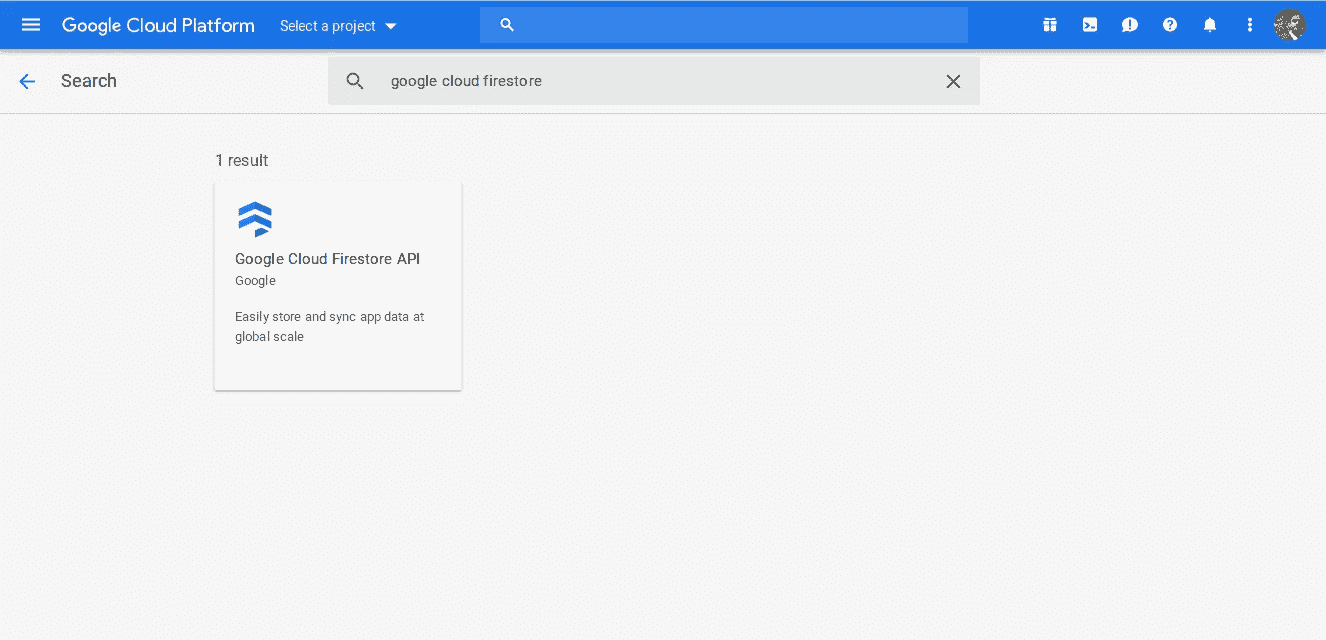 Google Cloud Platform
Select a project
Search
google cloud firestore
1 result
Google Cloud Firestore API
Google
Easily store and sync app data at
global scale